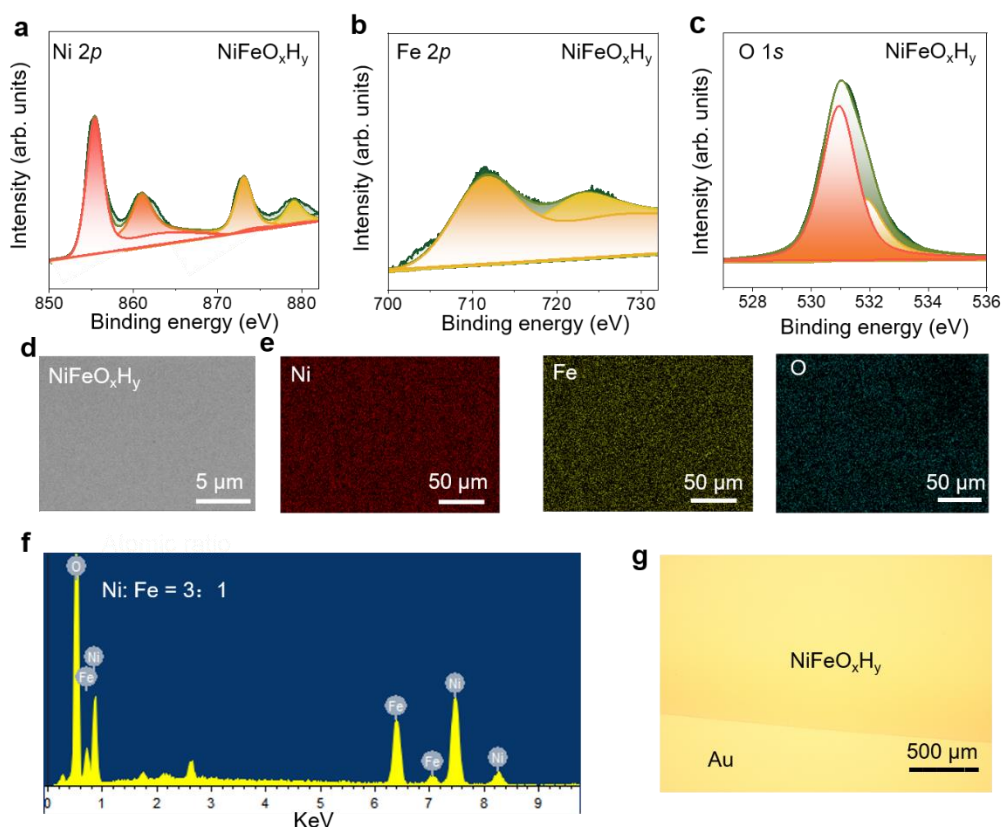 a
Ni 2p
NiFeOxHy
Intensity (arb. units)
850 860 870 880
Binding energy (eV)
b
Fe 2p
NiFeOxHy
Intensity (arb. units)
700 710 720 730
Binding energy (eV)
c
O 1s
NiFeOxHy
Intensity (arb. units)
528 530 532 534 536
Binding energy (eV)
d
NiFeOxHy
5 µm
e
Ni
50 µm
Fe
50 µm
O
50 µm
f
Atomic ratio
Ni: Fe = 3：1
O
Ni
Fe
Fe
Fe
Ni
Ni
0 1 2 3 4 5 6 7 8 9
KeV
g
NiFeOxHy
Au
500 µm